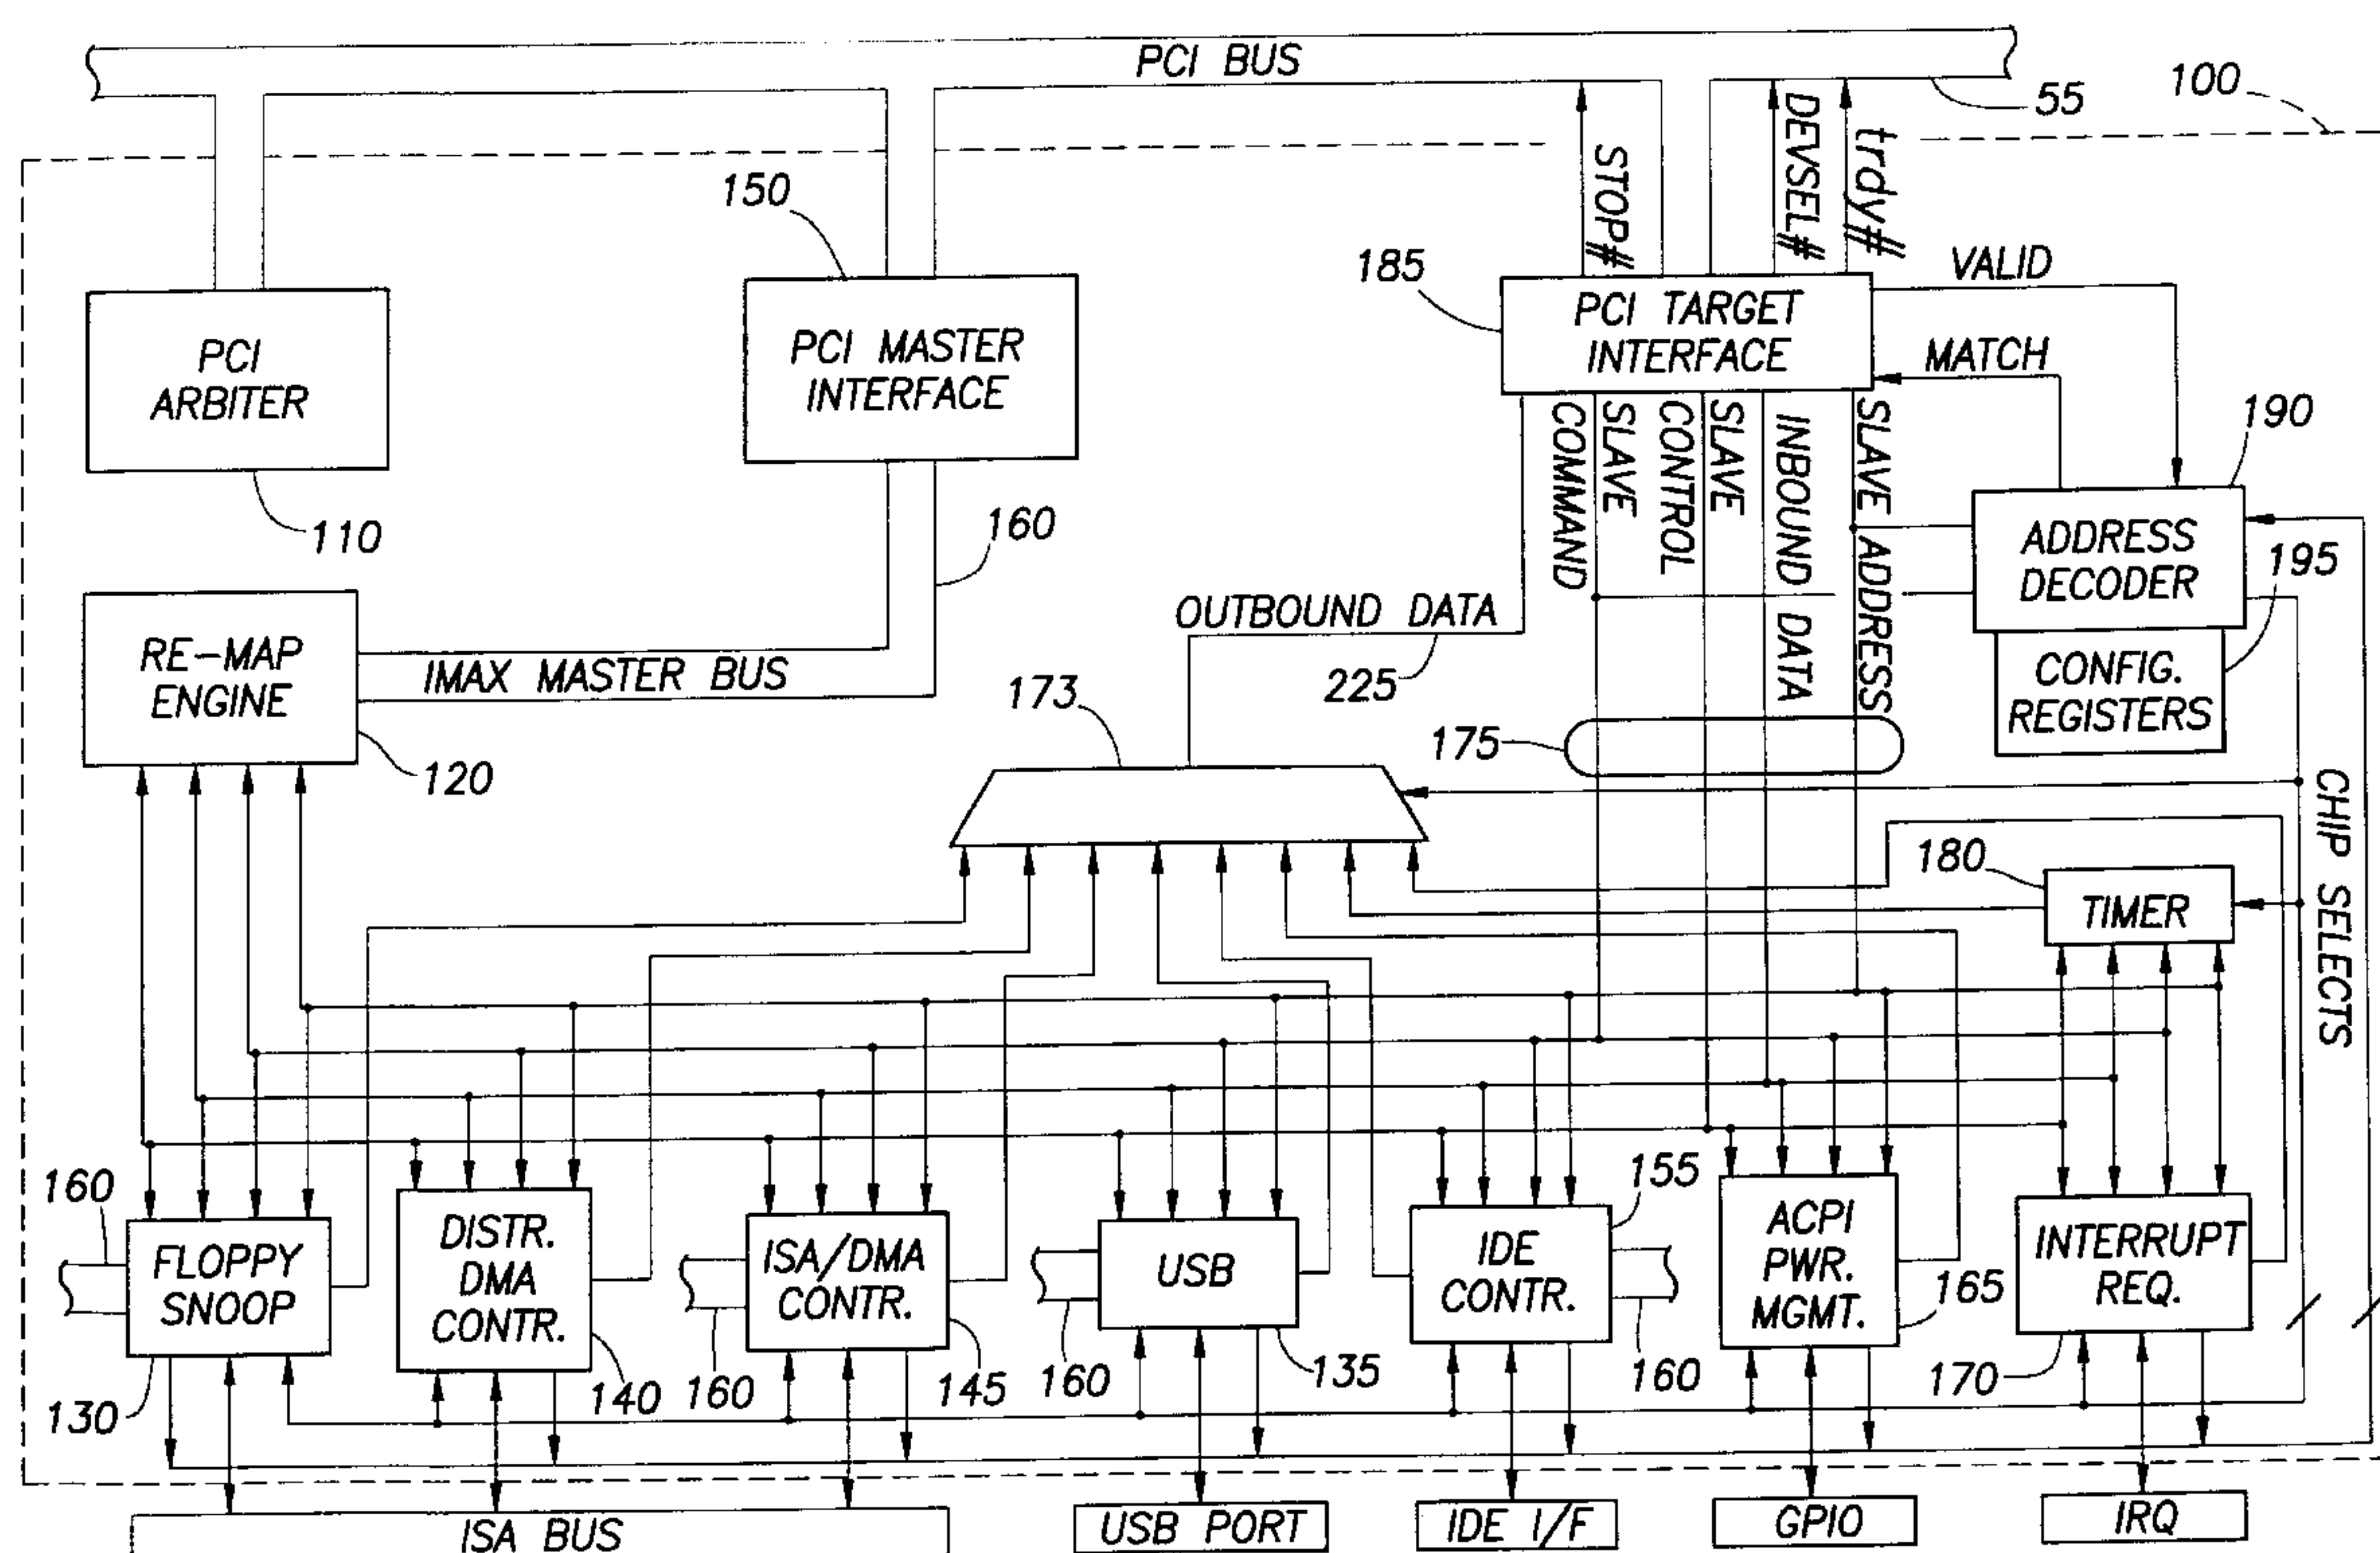 PCI BUS
55
100
STOP#
DEVSEL#
trdy#
150
185
VALID
PCI
ARBITER
PCI MASTER
INTERFACE
PCI TARGET
INTERFACE
MATCH
190
110
160
SLAVE
COMMAND
SLAVE
CONTROL
INBOUND DATA
SLAVE ADDRESS
ADDRESS
DECODER
195
RE-MAP
ENGINE
IMAX MASTER BUS
OUTBOUND DATA
225
CONFIG.
REGISTERS
173
175
120
CHIP SELECTS
180
TIMER
160
155
FLOPPY
SNOOP
DISTR.
DMA
CONTR.
ISA/DMA
CONTR.
USB
IDE
CONTR.
ACPI
PWR.
MGMT.
INTERRUPT
REQ.
165
130
140
160
145
160
135
160
170
ISA BUS
USB PORT
IDE I/F
GPIO
IRQ